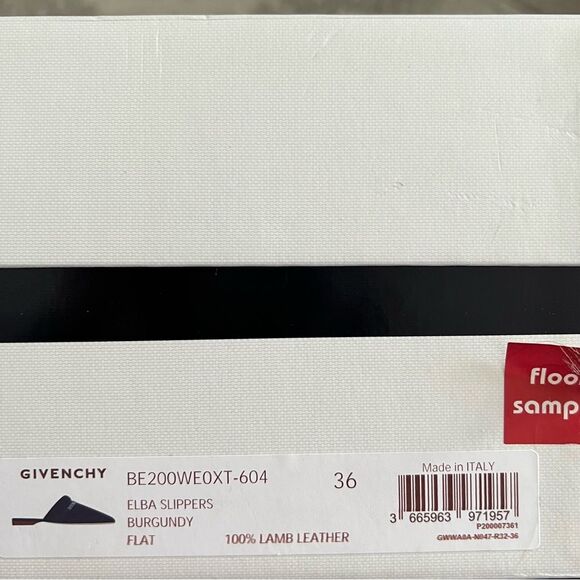 floo
samp
GIVENCHY
BE200WE0XT-604
36
Made in ITALY
ELBA SLIPPERS
BURGUNDY
FLAT
100% LAMB LEATHER
3 665963 971957
P200007361
GWWA0A-N047-R32-36